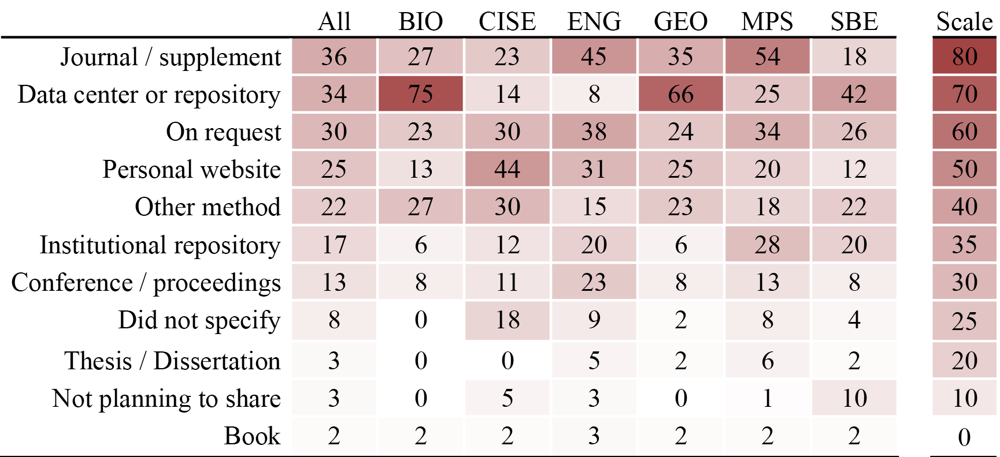 All BIO CISE ENG GEO MPS SBE Scale
Journal / supplement 36 27 23 45 35 54 18 80
Data center or repository 34 75 14 8 66 25 42 70
On request 30 23 30 38 24 34 26 60
Personal website 25 13 44 31 25 20 12 50
Other method 22 27 30 15 23 18 22 40
Institutional repository 17 6 12 20 6 28 20 35
Conference / proceedings 13 8 11 23 8 13 8 30
Did not specify 8 0 18 9 2 8 4 25
Thesis / Dissertation 3 0 0 5 2 6 2 20
Not planning to share 3 0 5 3 0 1 10 10
Book 2 2 2 3 2 2 2 0